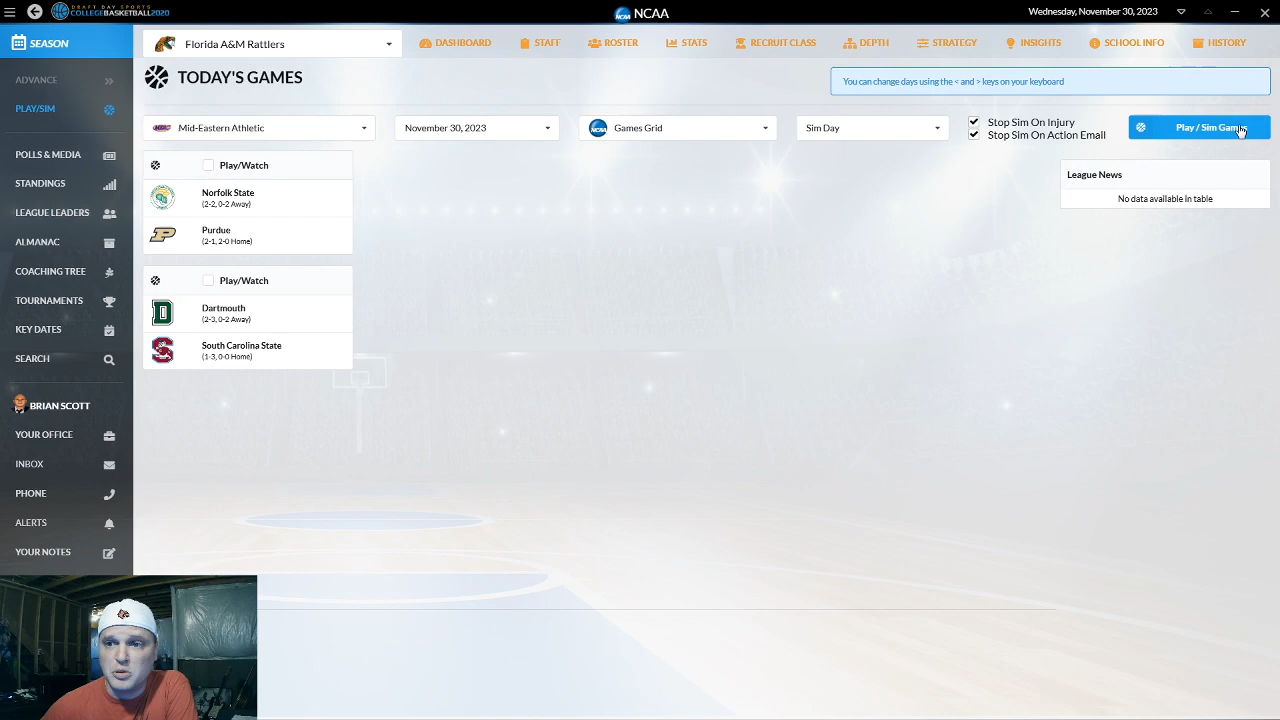 DRAFT DAY SPORTS
COLLEGE BASKETBALL 2020
NCAA
Wednesday, November 30, 2023
SEASON
Florida A&M Rattlers
DASHBOARD
STAFF
ROSTER
STATS
RECRUIT CLASS
DEPTH
STRATEGY
INSIGHTS
SCHOOL INFO
HISTORY
ADVANCE
PLAY/SIM
POLLS & MEDIA
STANDINGS
LEAGUE LEADERS
ALMANAC
COACHING TREE
TOURNAMENTS
KEY DATES
SEARCH
BRIAN SCOTT
YOUR OFFICE
INBOX
PHONE
ALERTS
YOUR NOTES
TODAY'S GAMES
You can change days using the < and > keys on your keyboard
Mid-Eastern Athletic
November 30, 2023
Games Grid
Sim Day
Stop Sim On Injury
Stop Sim On Action Email
Play / Sim Gam
Play/Watch
Norfolk State
(2-2, 0-2 Away)
Purdue
(2-1, 2-0 Home)
Play/Watch
Dartmouth
(2-3, 0-2 Away)
South Carolina State
(1-3, 0-0 Home)
League News
No data available in table